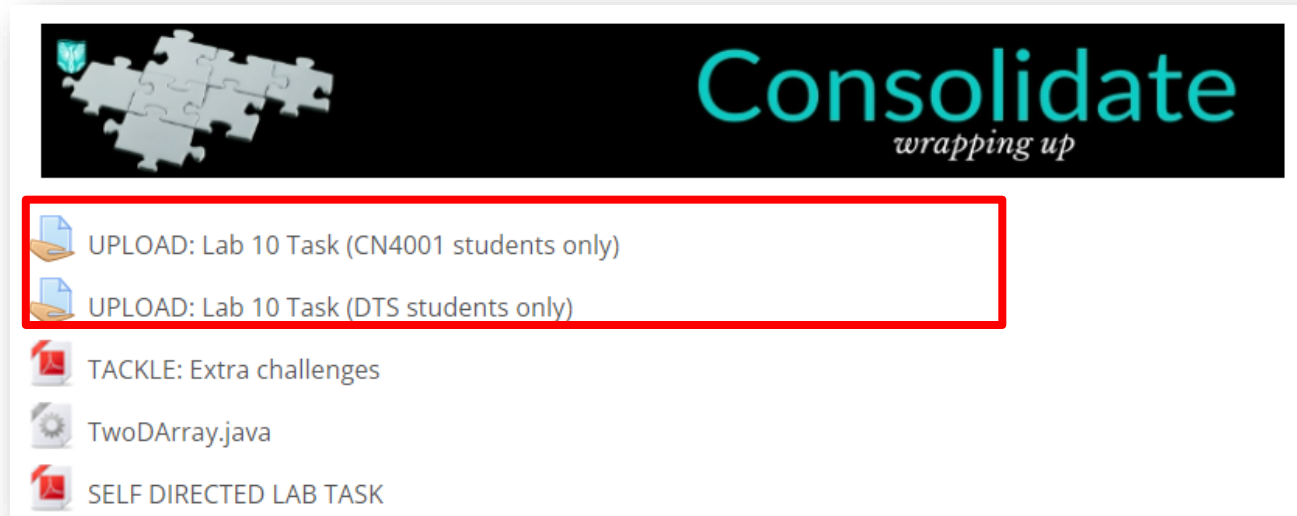 Consolidate
wrapping up
UPLOAD: Lab 10 Task (CN4001 students only)
UPLOAD: Lab 10 Task (DTS students only)
TACKLE: Extra challenges
TwoDArray.java
SELF DIRECTED LAB TASK